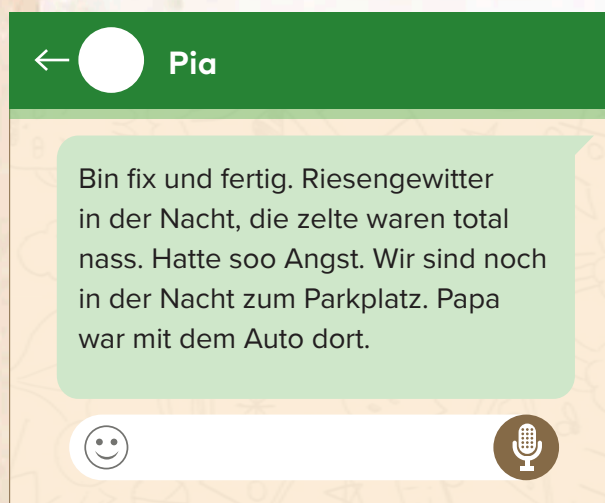 Pia
Bin fix und fertig. Riesengewitter
in der Nacht, die zelte waren total
nass. Hatte soo Angst. Wir sind noch
in der Nacht zum Parkplatz. Papa
war mit dem Auto dort.